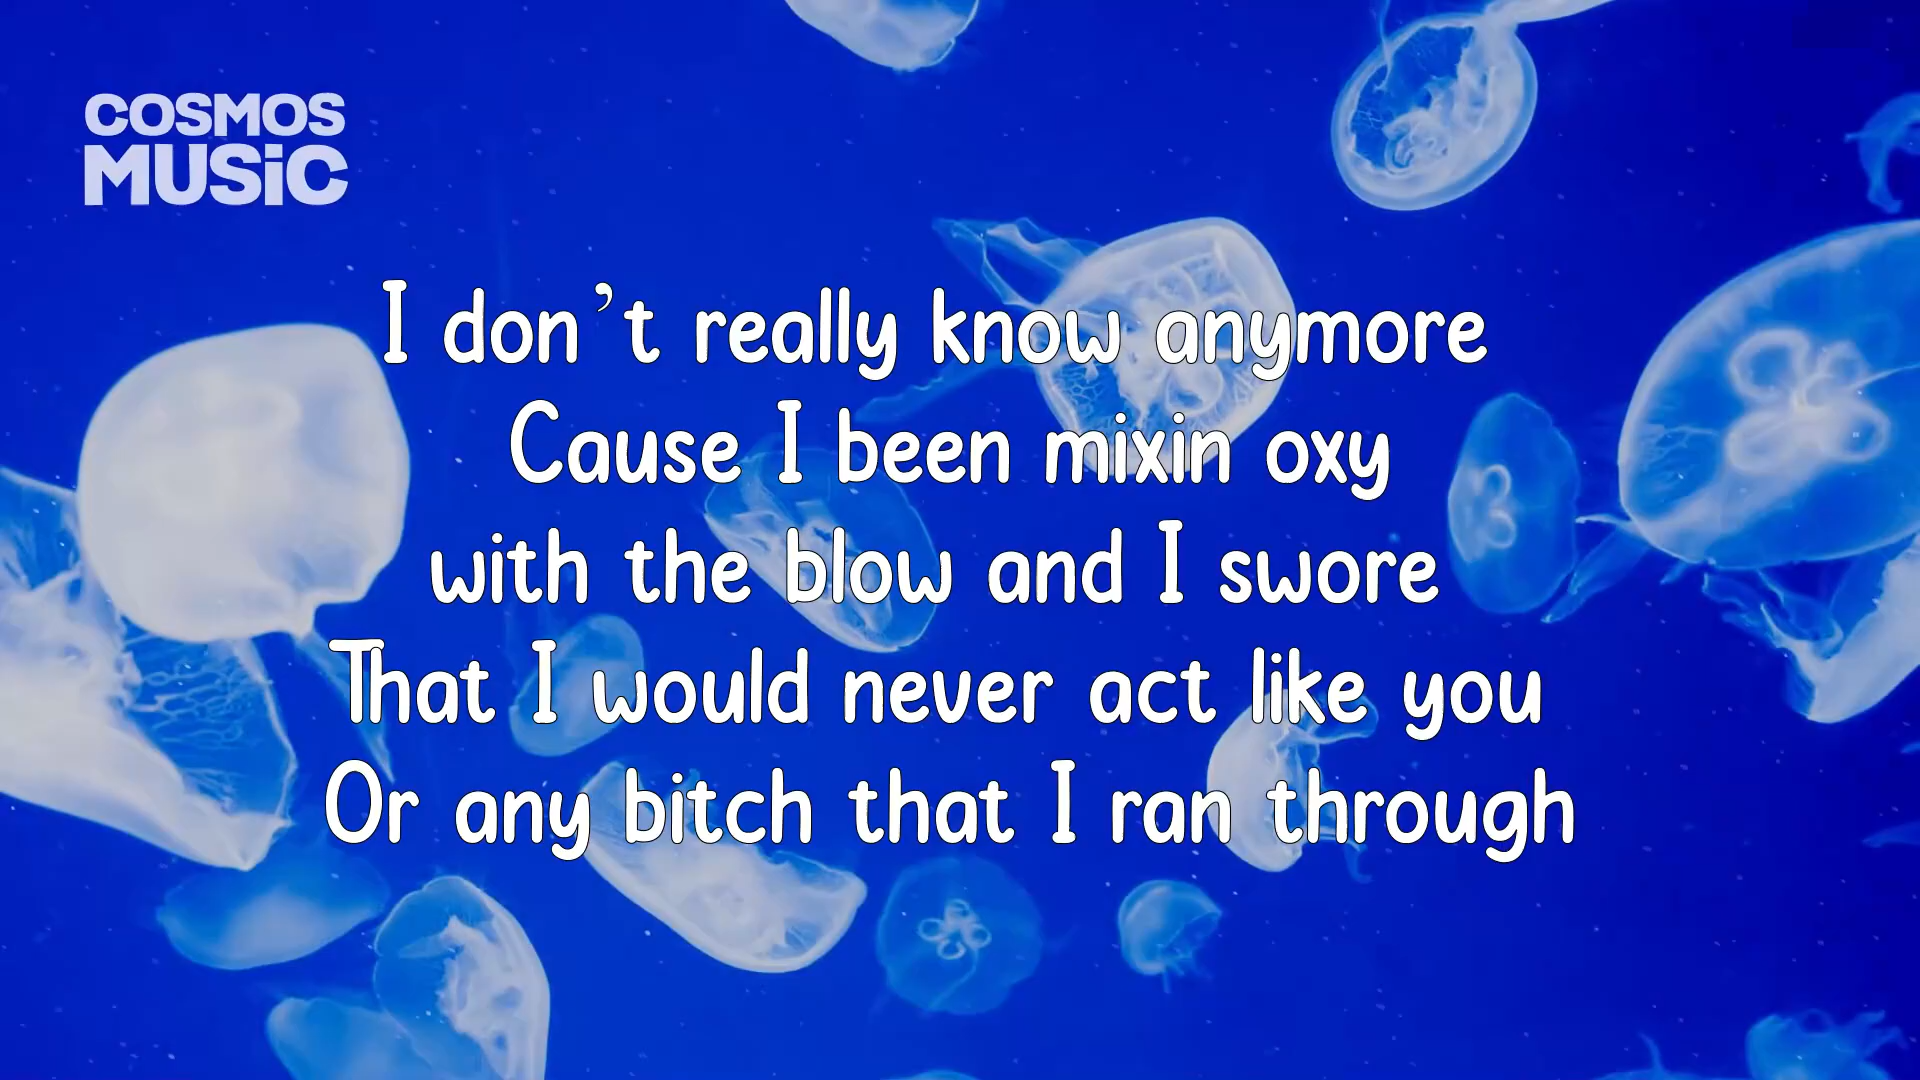 COSMOS
MUSiC
I don’t really know anymore
Cause I been mixin oxy
with the blow and I swore
That I would never act like you
Or any bitch that I ran through